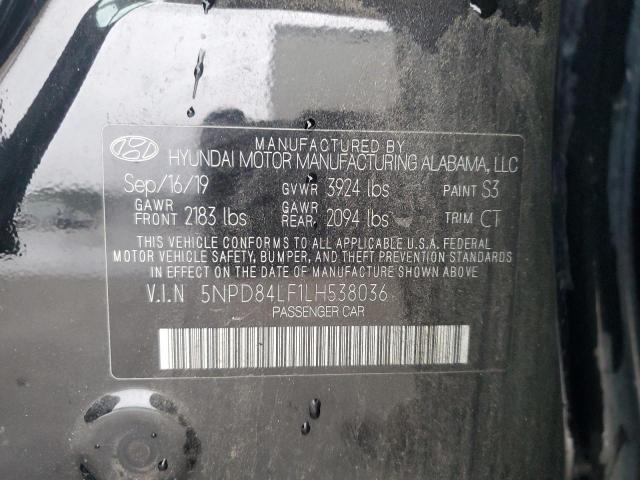 MANUFACTURED BY
HYUNDAI MOTOR MANUFACTURING ALABAMA, LLC
Sep/16/19 GVWR 3924 lbs PAINT S3
GAWR FRONT 2183 lbs GAWR REAR 2094 lbs TRIM CT
THIS VEHICLE CONFORMS TO ALL APPLICABLE U.S.A. FEDERAL
MOTOR VEHICLE SAFETY, BUMPER, AND THEFT PREVENTION STANDARDS
IN EFFECT ON THE DATE OF MANUFACTURE SHOWN ABOVE.
V.I.N 5NPD84LF1LH538036
PASSENGER CAR